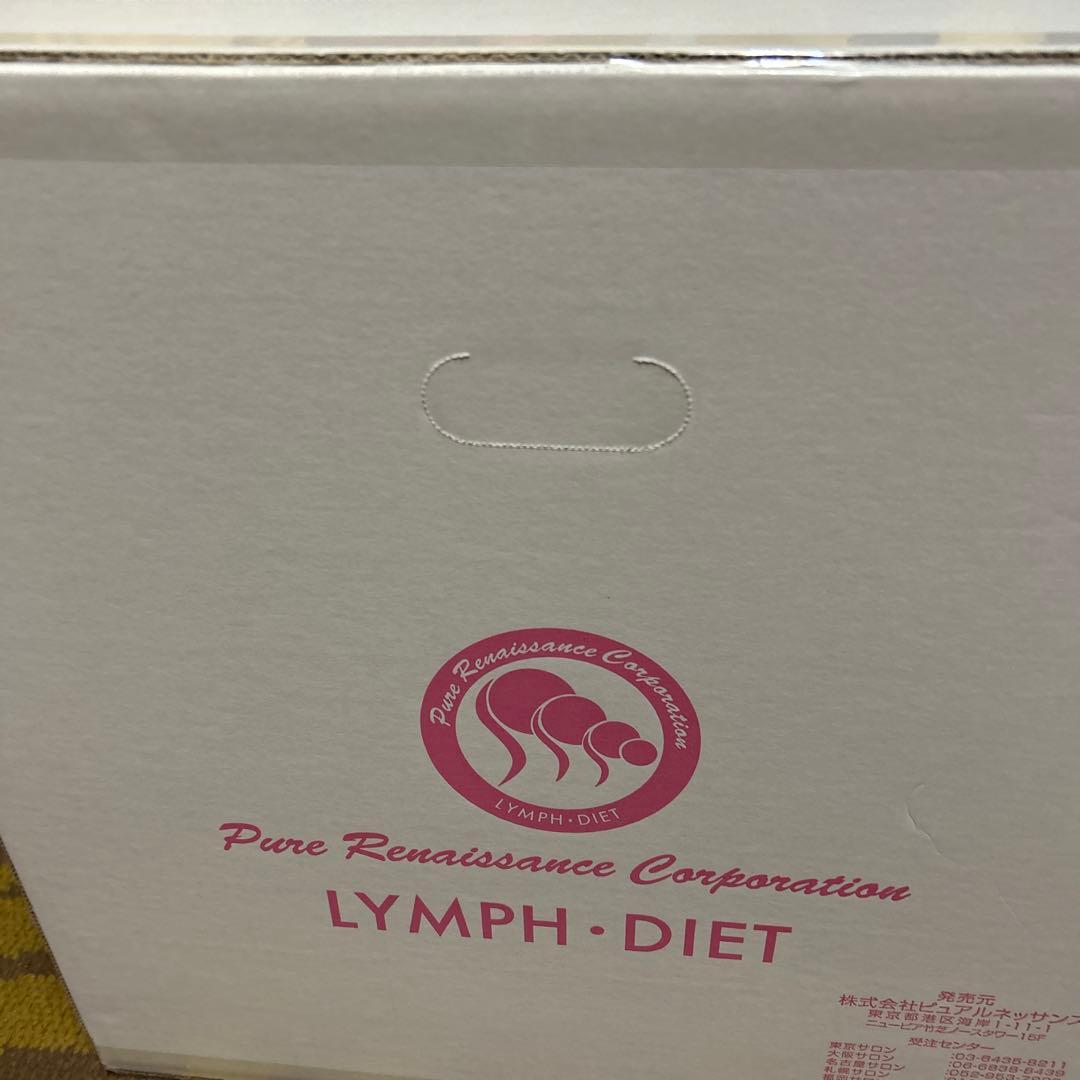 Pure Renaissance Corporation
LYMPH・DIET
Pure Renaissance Corporation
LYMPH・DIET
発売元
株式会社ピュアルネッサンス
東京都港区海岸1-11-1
ニューピア竹芝ノースタワー15F
受注センター
東京サロン :03-6435-8211
大阪サロン :06-6838-8439
名古屋サロン
札幌サロン